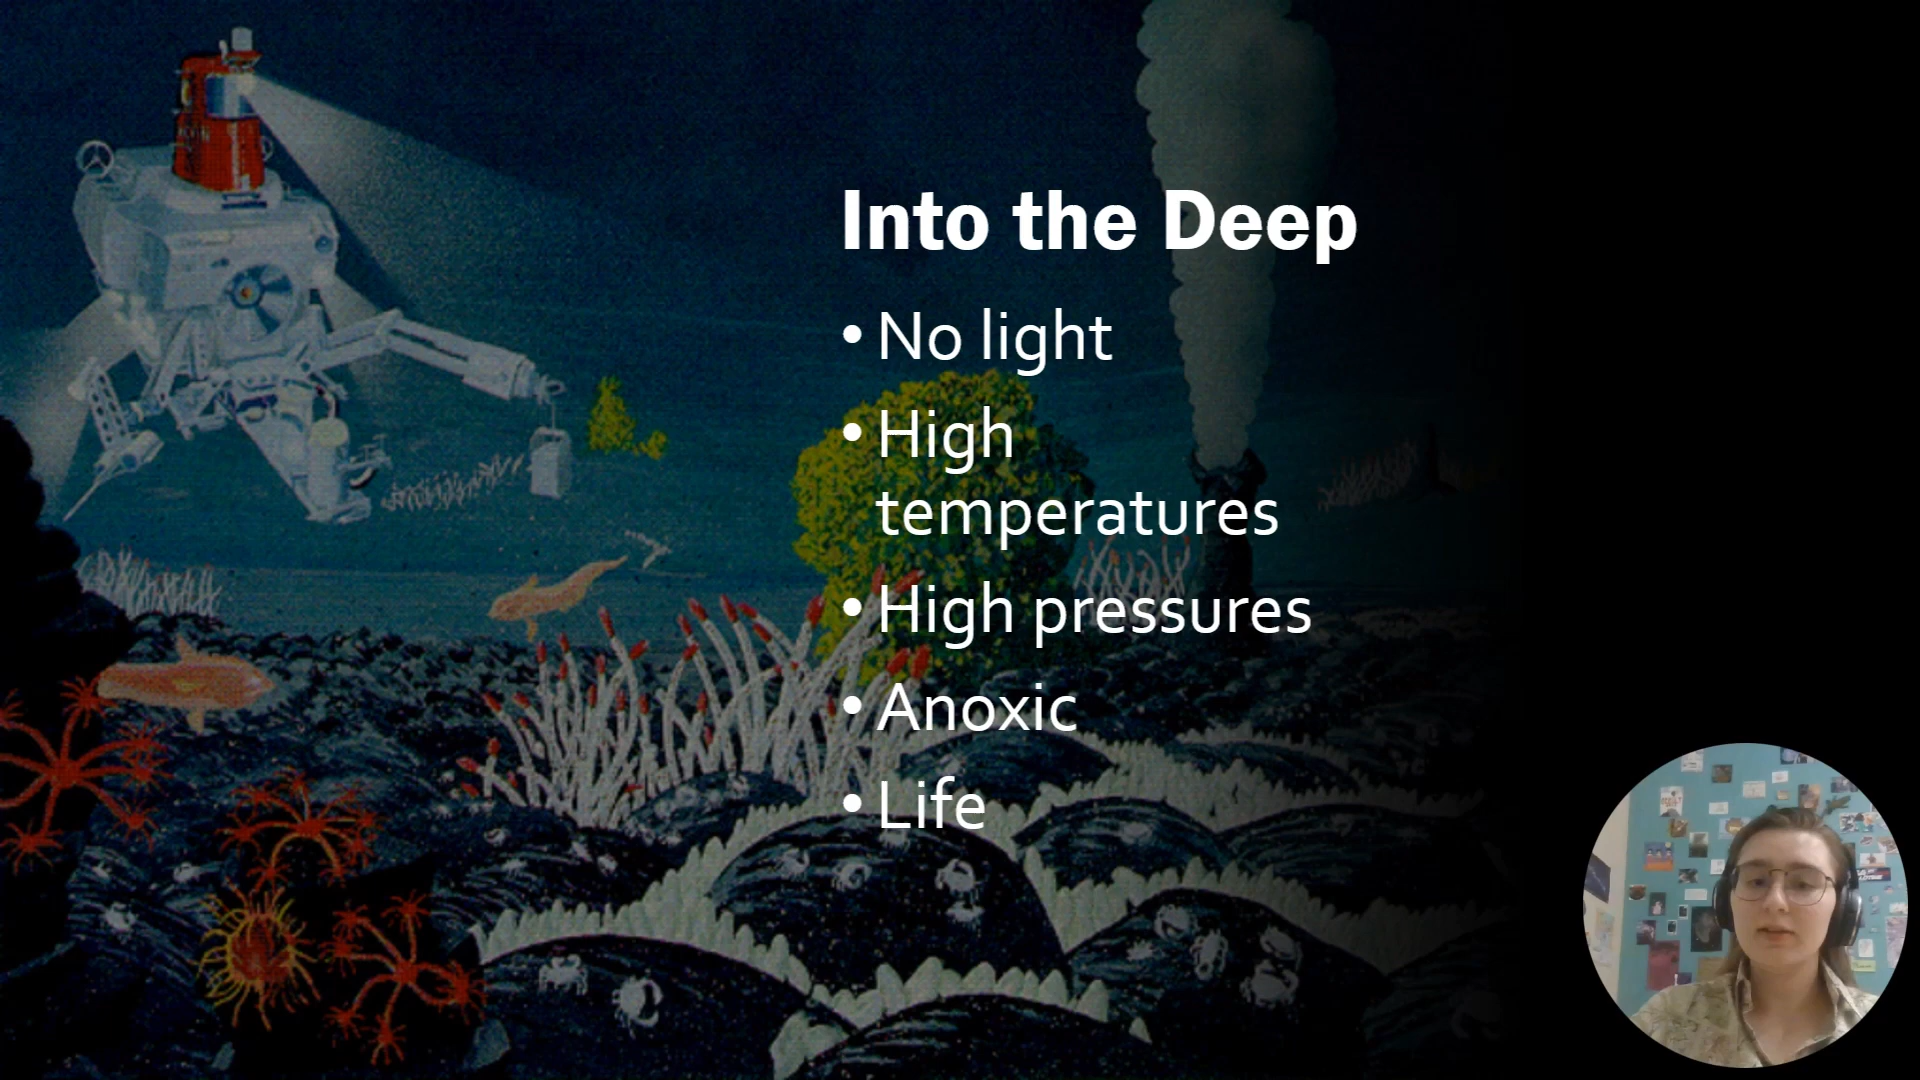 Into the Deep
• No light
• High
temperatures
• High pressures
• Anoxic
• Life